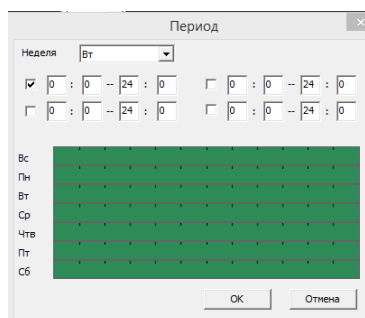 Период
Неделя Вт
0 : 0 -- 24 : 0 0 : 0 -- 24 : 0
0 : 0 -- 24 : 0 0 : 0 -- 24 : 0
Вс
Пн
Вт
Ср
Чтв
Пт
Сб
OK Отмена